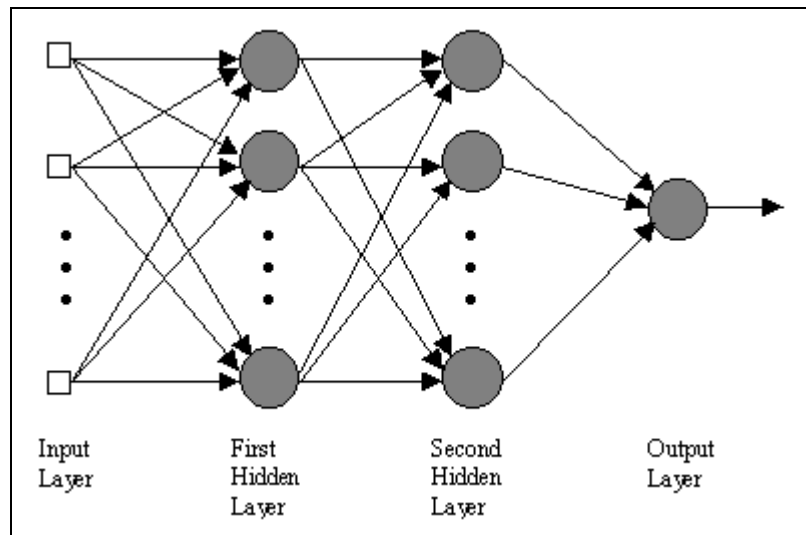 Input
Layer
First
Hidden
Layer
Second
Hidden
Layer
Output
Layer